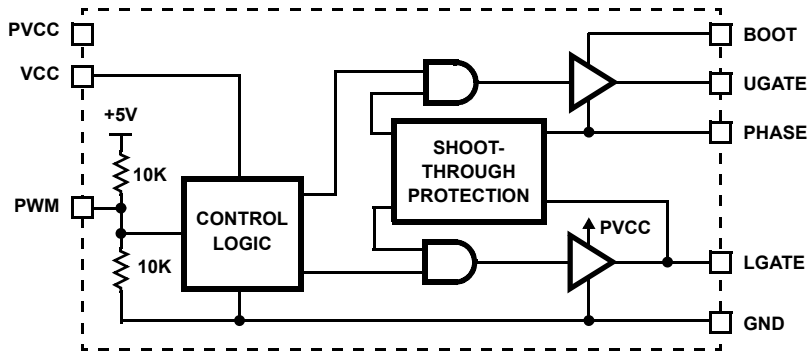 PVCC
BOOT
VCC
UGATE
+5V
PHASE
10K
SHOOT-
THROUGH
PROTECTION
PWM
CONTROL
LOGIC
PVCC
10K
LGATE
GND